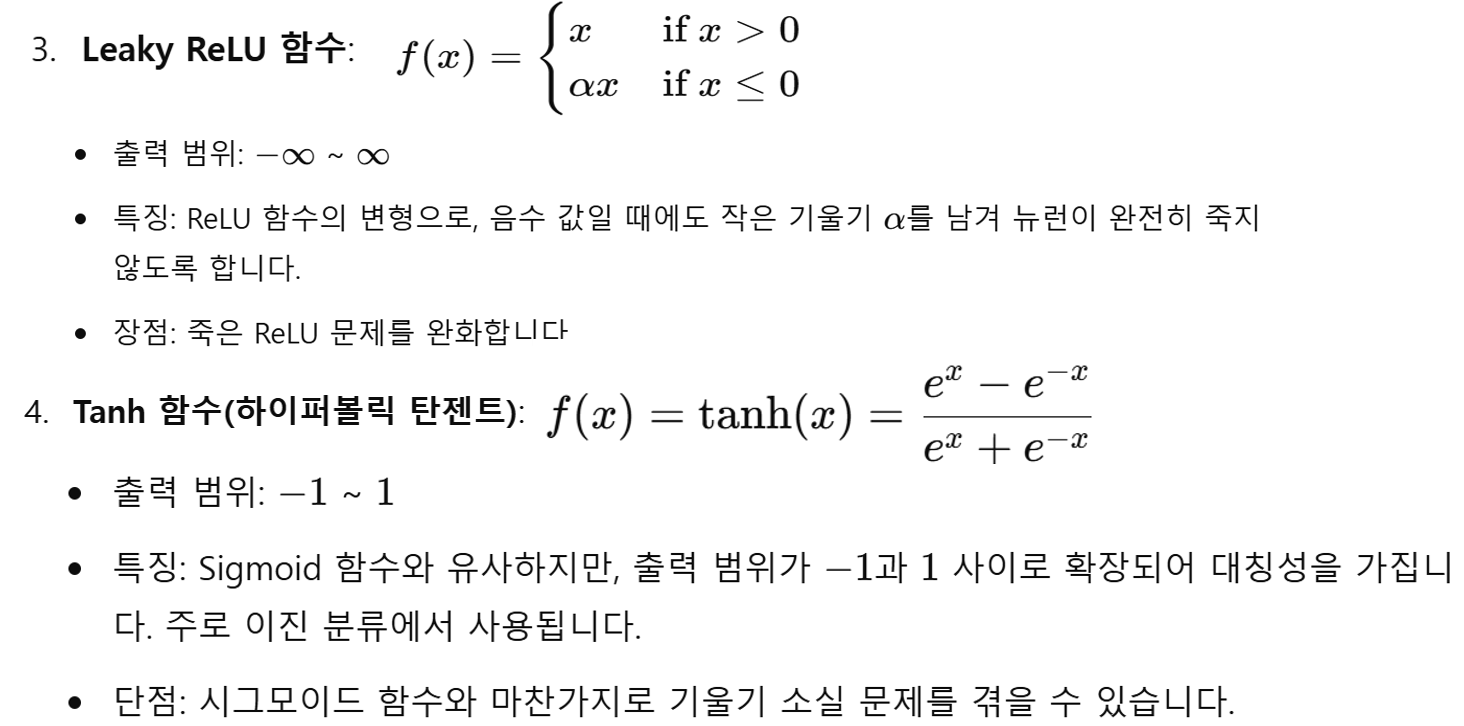 3. Leaky ReLU 함수: f(x) = { x if x > 0
αx if x ≤ 0
• 출력 범위: −∞ ~ ∞
• 특징: ReLU 함수의 변형으로, 음수 값일 때에도 작은 기울기 α를 남겨 뉴런이 완전히 죽지
않도록 합니다.
• 장점: 죽은 ReLU 문제를 완화합니다
4. Tanh 함수(하이퍼볼릭 탄젠트): f(x) = tanh(x) = (e^x − e^−x) / (e^x + e^−x)
• 출력 범위: −1 ~ 1
• 특징: Sigmoid 함수와 유사하지만, 출력 범위가 −1과 1 사이로 확장되어 대칭성을 가집니
다. 주로 이진 분류에서 사용됩니다.
• 단점: 시그모이드 함수와 마찬가지로 기울기 소실 문제를 겪을 수 있습니다.